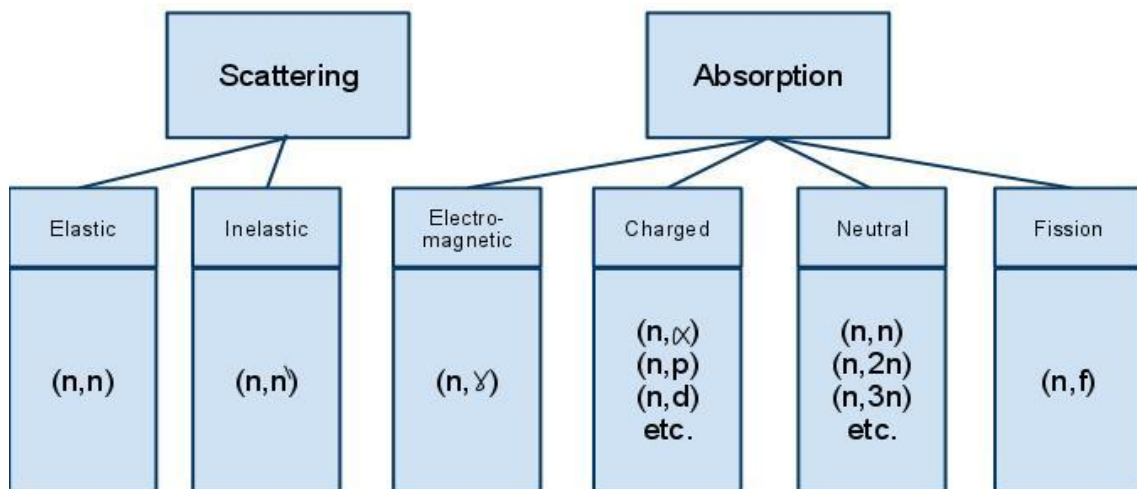 Scattering
Absorption
Elastic
Inelastic
Electro-
magnetic
Charged
Neutral
Fission
(n,n)
(n,n')
(n,γ)
(n,α)
(n,p)
(n,d)
etc.
(n,n)
(n,2n)
(n,3n)
etc.
(n,f)